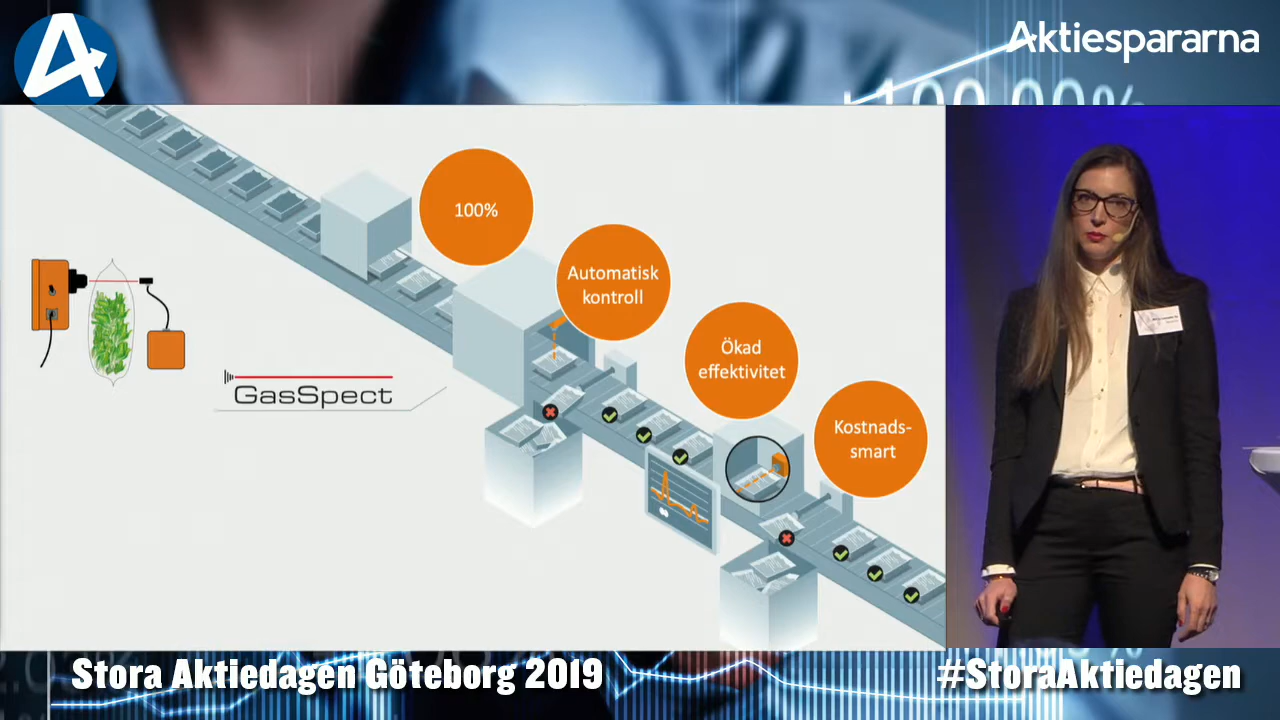 Aktiespararna
100%
Automatisk
kontroll
Ökad
effektivitet
Kostnads-
smart
GasSpect
Stora Aktiedagen Göteborg 2019
#StoraAktiedagen